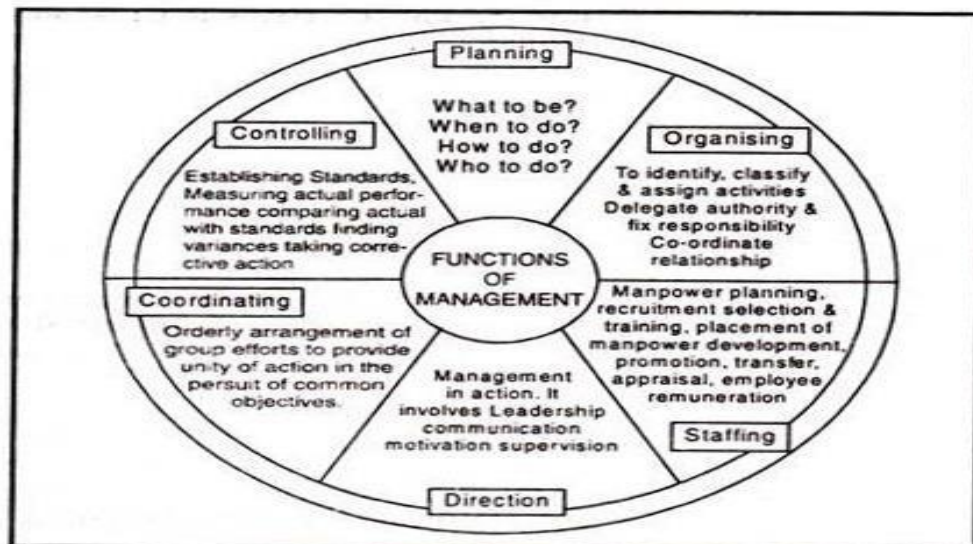 Planning
What to be?
When to do?
How to do?
Who to do?
Organising
To identify, classify
& assign activities
Delegate authority &
fix responsibility
Co-ordinate
relationship
Manpower planning,
recruitment selection &
training, placement of
manpower development,
promotion, transfer,
appraisal, employee
remuneration
Staffing
Management
in action. It
involves Leadership
communication
motivation supervision
Direction
Coordinating
Orderly arrangement of
group efforts to provide
unity of action in the
persuit of common
objectives.
Controlling
Establishing Standards,
Measuring actual perfor-
mance comparing actual
with standards finding
variances taking corre-
ctive action
FUNCTIONS
OF
MANAGEMENT